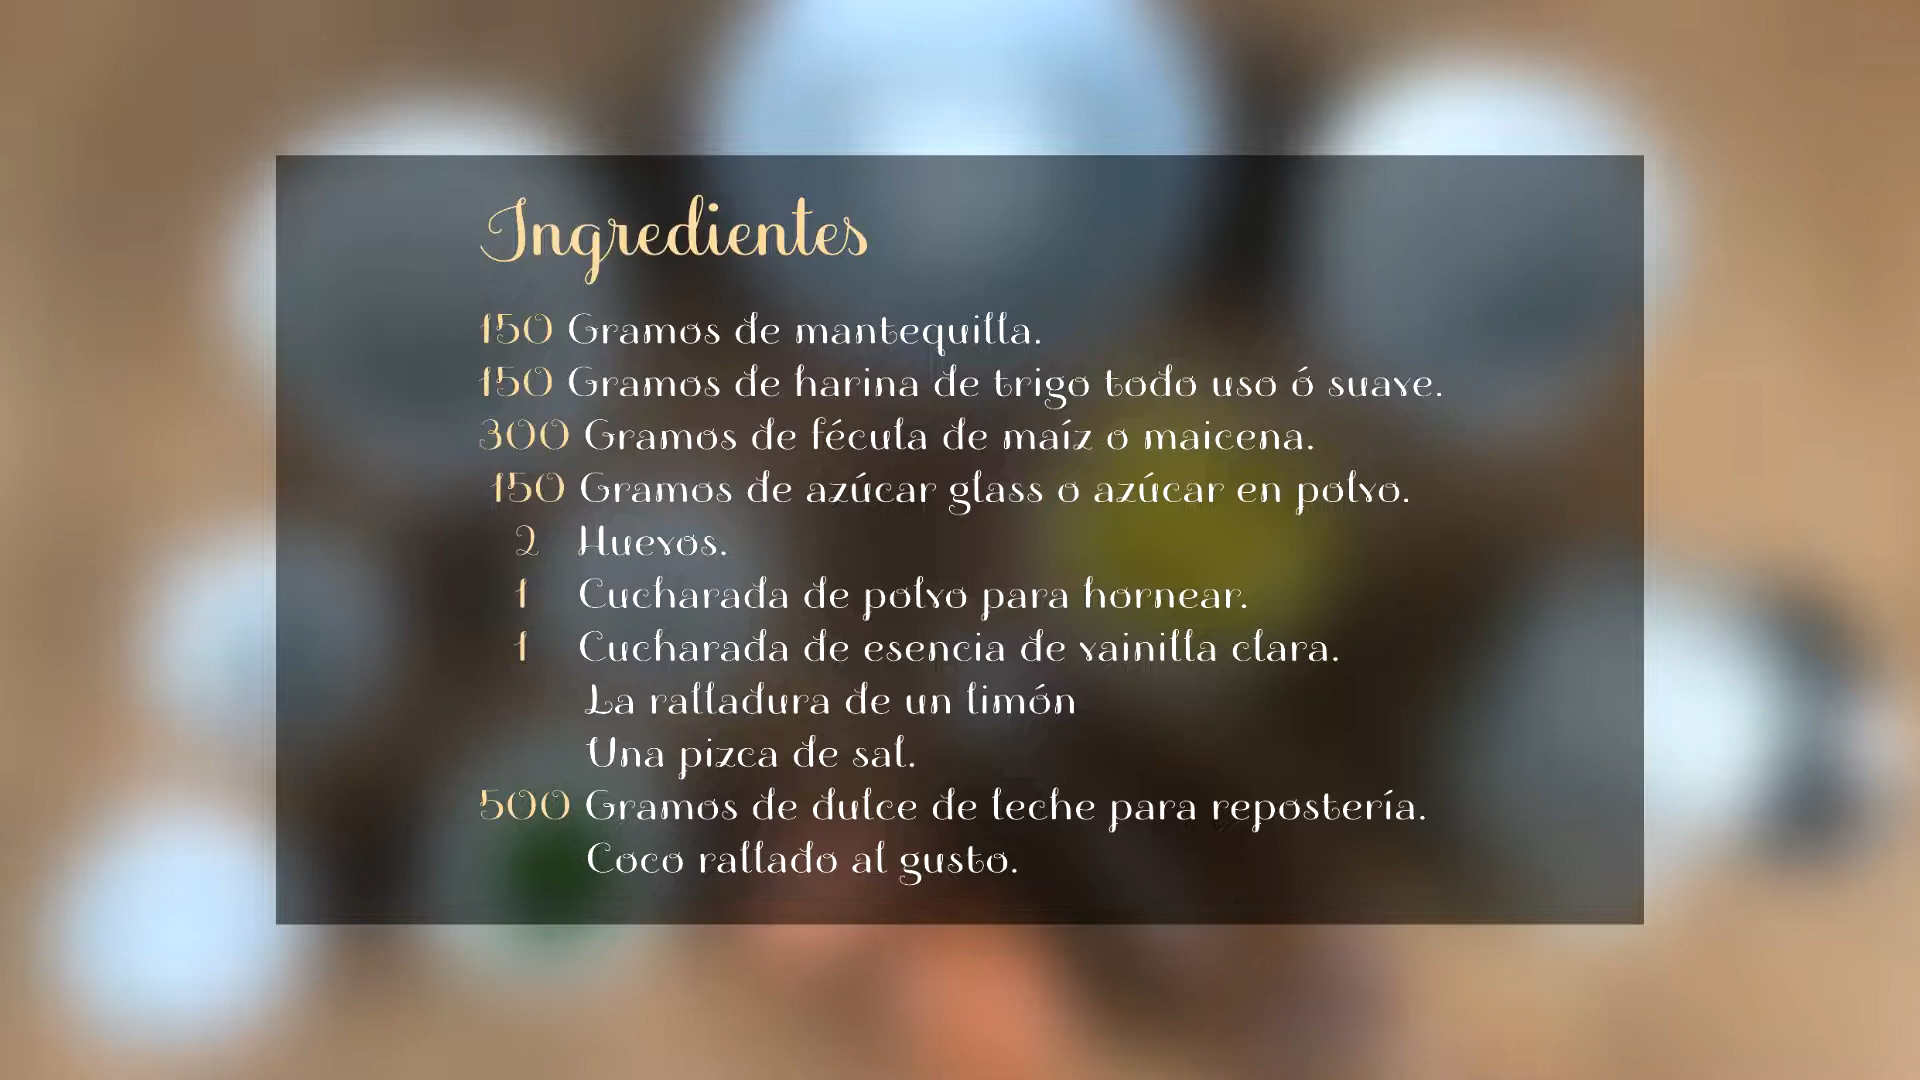 Ingredientes
150 Gramos de mantequilla.
150 Gramos de harina de trigo todo uso ó suave.
300 Gramos de fécula de maíz o maicena.
150 Gramos de azúcar glass o azúcar en polvo.
2 Huevos.
1 Cucharada de polvo para hornear.
1 Cucharada de esencia de vainilla clara.
La ralladura de un limón
Una pizca de sal.
500 Gramos de dulce de leche para repostería.
Coco rallado al gusto.